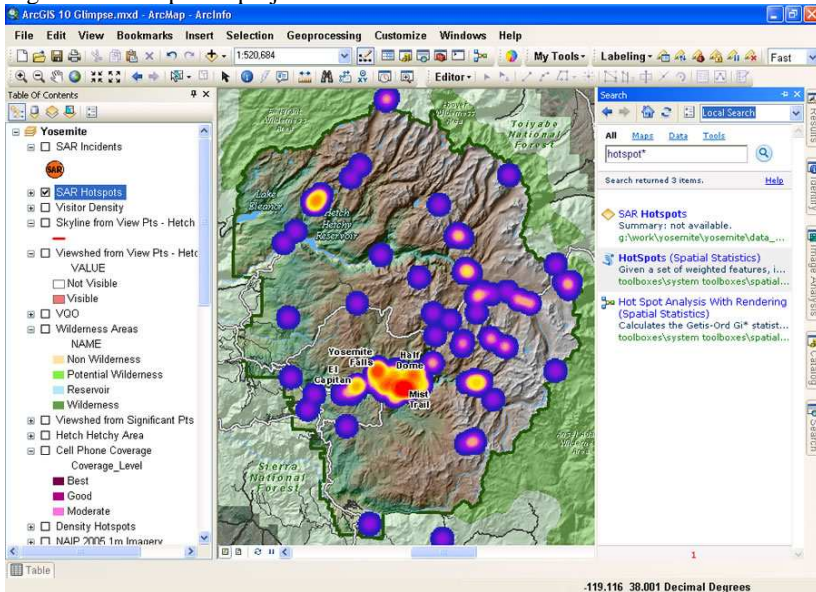 ArcGIS 10 Glimpse.mxd - ArcMap - ArcInfo
File Edit View Bookmarks Insert Selection Geoprocessing Customize Windows Help
1:520,684
My Tools
Labeling
Fast
Editor
Table Of Contents
Yosemite
SAR Incidents
SAR
SAR Hotspots
Visitor Density
Skyline from View Pts - Hetch
Viewshed from View Pts - Hetc
VALUE
Not Visible
Visible
VQO
Wilderness Areas
NAME
Non Wilderness
Potential Wilderness
Reservoir
Wilderness
Viewshed from Significant Pts
Hetch Hetchy Area
Cell Phone Coverage
Coverage_Level
Best
Good
Moderate
Density Hotspots
NAIP 2005 1m Imagery
Table
Toiyabe
National
Forest
Lake
Eleanor
Hetch
Hetchy
Reservoir
Yosemite
Falls
Half
Dome
El
Capitan
Mist
Trail
Sierra
National
Forest
Search
Local Search
All Maps Data Tools
hotspot*
Search returned 3 items. Help
SAR Hotspots
Summary: not available.
g:\work\yosemite\yosemite\data_...
HotSpots (Spatial Statistics)
Given a set of weighted features, i...
toolboxes\system toolboxes\spatial...
Hot Spot Analysis With Rendering
(Spatial Statistics)
Calculates the Getis-Ord Gi* statist...
toolboxes\system toolboxes\spatial...
1
Results
Identify
Image Analysis
Catalog
Search
-119.116 38.001 Decimal Degrees